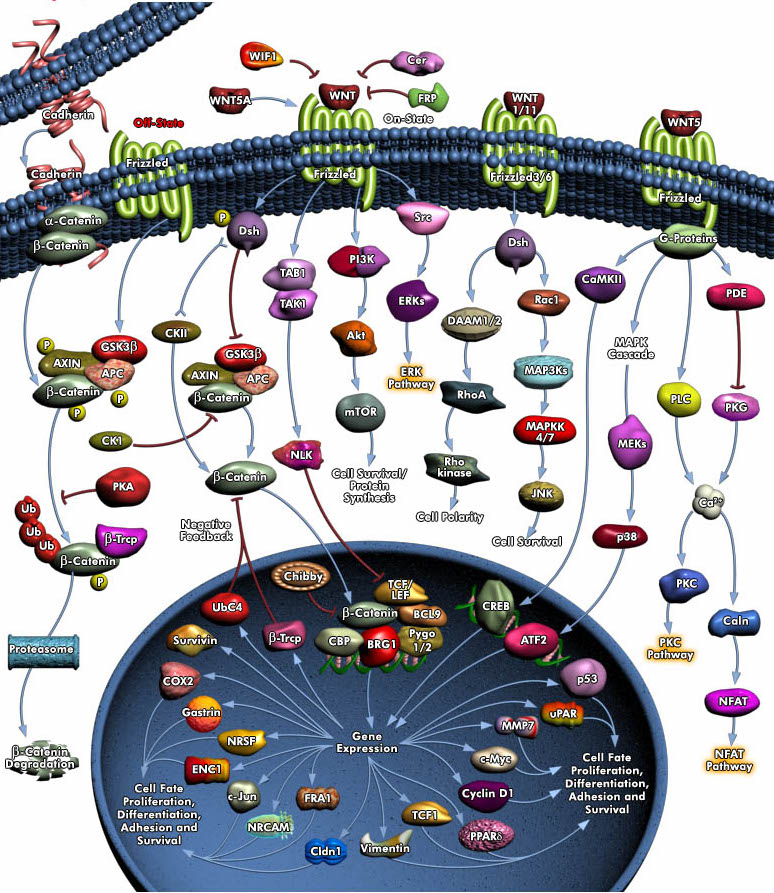 WIF1
Cer
WNT5A
WNT
FRP
On-State
WNT
1/11
WNT5
Cadherin
Off-State
Cadherin
Frizzled
Frizzled
Frizzled3/6
Frizzled
α-Catenin
β-Catenin
P
Dsh
Src
Dsh
G-Proteins
TAB1
TAK1
PI3K
ERKs
Rac1
CaMKII
PDE
CKII
Akt
DAAM1/2
MAPK
Cascade
P
GSK3β
AXIN
APC
β-Catenin
P
P
GSK3β
AXIN
APC
β-Catenin
ERK
Pathway
MAP3Ks
mTOR
RhoA
PLC
PKG
CK1
MAPKK
4/7
MEKs
NLK
Cell Survival/
Protein
Synthesis
Rho
kinase
β-Catenin
PKA
JNK
Ca2+
Ub
Ub
Ub
β-Trcp
β-Catenin
P
Negative
Feedback
Cell Polarity
Cell Survival
p38
Chibby
TCF/
LEF
β-Catenin
BCL9
CBP
BRG1
Pygo
1/2
CREB
ATF2
PKC
UbC4
β-Trcp
Survivin
Caln
Proteasome
PKC
Pathway
COX2
p53
Gastrin
uPAR
MMP7
NFAT
NRSF
Gene
Expression
β-Catenin
Degradation
ENC1
c-Myc
NFAT
Pathway
Cell Fate
Proliferation,
Differentiation,
Adhesion and
Survival
Cell Fate
Proliferation,
Differentiation,
Adhesion and
Survival
c-Jun
FRA1
Cyclin D1
NRCAM
TCF1
PPARδ
Cldn1
Vimentin